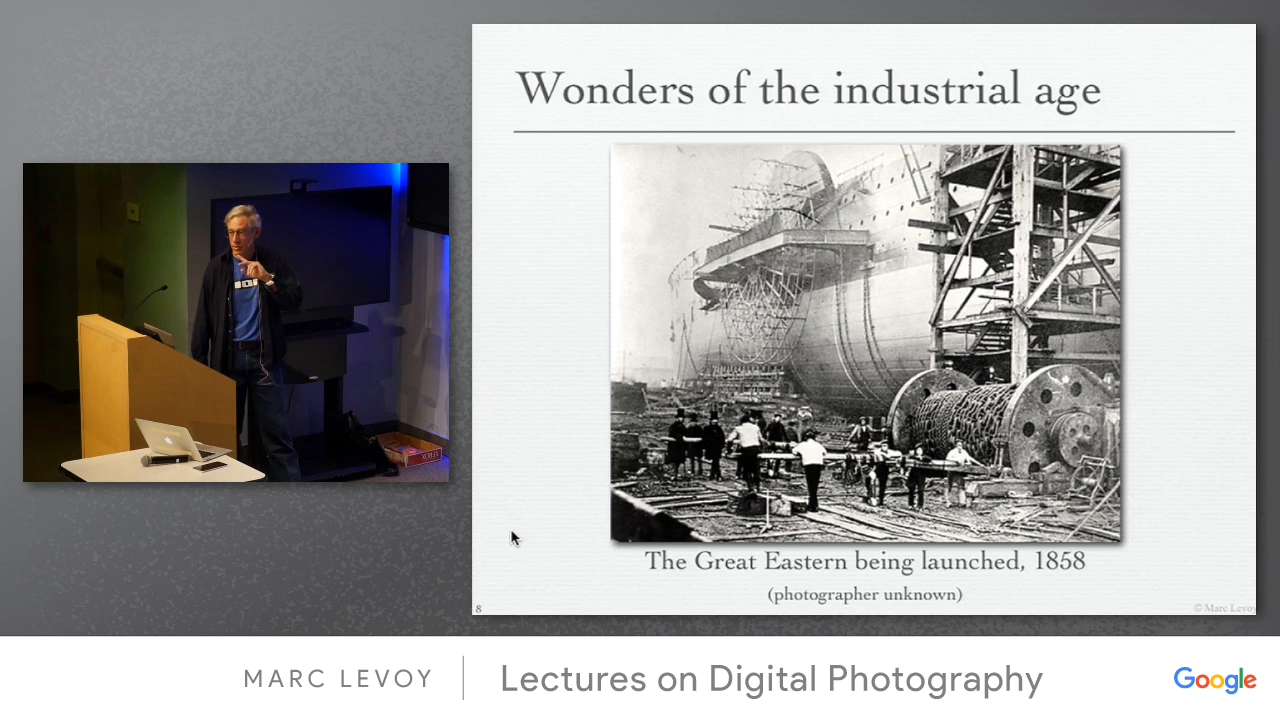 Wonders of the industrial age
The Great Eastern being launched, 1858
(photographer unknown)
8
© Marc Levoy
MARC LEVOY
Lectures on Digital Photography
Google